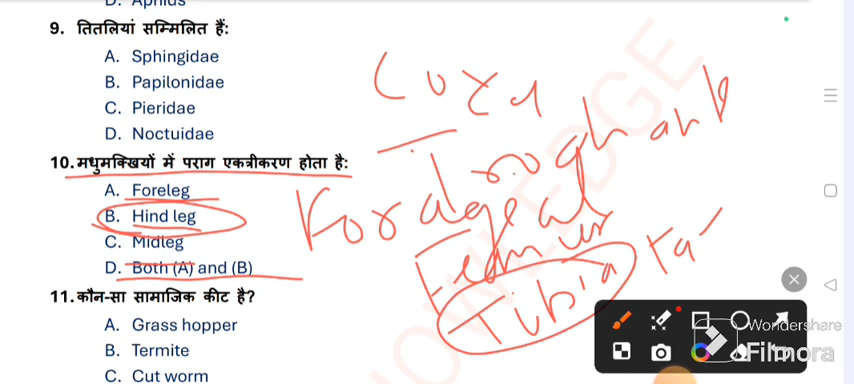 D. Aphids
9. तितलियां सम्मिलित हैं:
A. Sphingidae
B. Papilonidae
C. Pieridae
D. Noctuidae
10. मधुमक्खियों में पराग एकत्रीकरण होता है:
A. Foreleg
B. Hind leg
C. Midleg
D. Both (A) and (B)
11. कौन-सा सामाजिक कीट है?
A. Grass hopper
B. Termite
C. Cut worm
Coxa
Femur
Tibia
Wondershare
Filmora